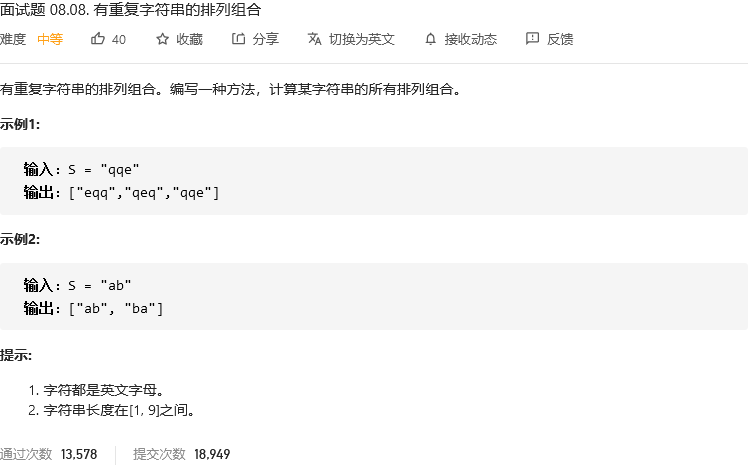 面试题 08.08. 有重复字符串的排列组合
难度 中等 40 收藏 分享 切换为英文 接收动态 反馈
有重复字符串的排列组合。编写一种方法，计算某字符串的所有排列组合。
示例1:
输入：S = "qqe"
输出：["eqq","qeq","qqe"]
示例2:
输入：S = "ab"
输出：["ab", "ba"]
提示:
1. 字符都是英文字母。
2. 字符串长度在[1, 9]之间。
通过次数 13,578 提交次数 18,949